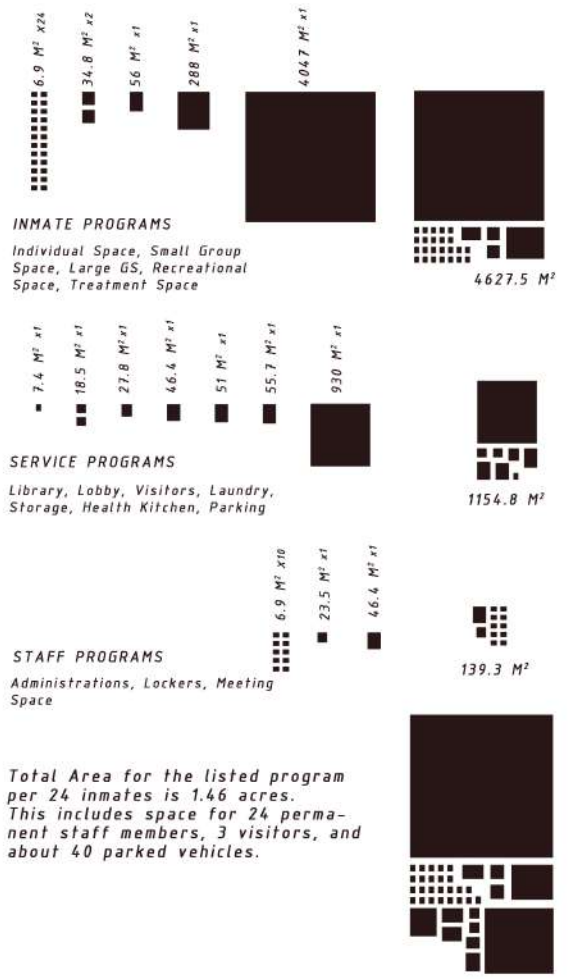 6.9 M² X24
34.8 M² x2
56 M² x1
288 M² x1
4047 M² x1
INMATE PROGRAMS
Individual Space, Small Group
Space, Large GS, Recreational
Space, Treatment Space
4627.5 M²
7.4 M² x1
18.5 M² x1
27.8 M² x1
46.4 M² x1
51 M² x1
55.7 M² x1
930 M² x1
SERVICE PROGRAMS
Library, Lobby, Visitors, Laundry,
Storage, Health Kitchen, Parking
1154.8 M²
6.9 M² X10
23.5 M² x1
46.4 M² x1
STAFF PROGRAMS
Administrations, Lockers, Meeting
Space
139.3 M²
Total Area for the listed program
per 24 inmates is 1.46 acres.
This includes space for 24 perma-
nent staff members, 3 visitors, and
about 40 parked vehicles.